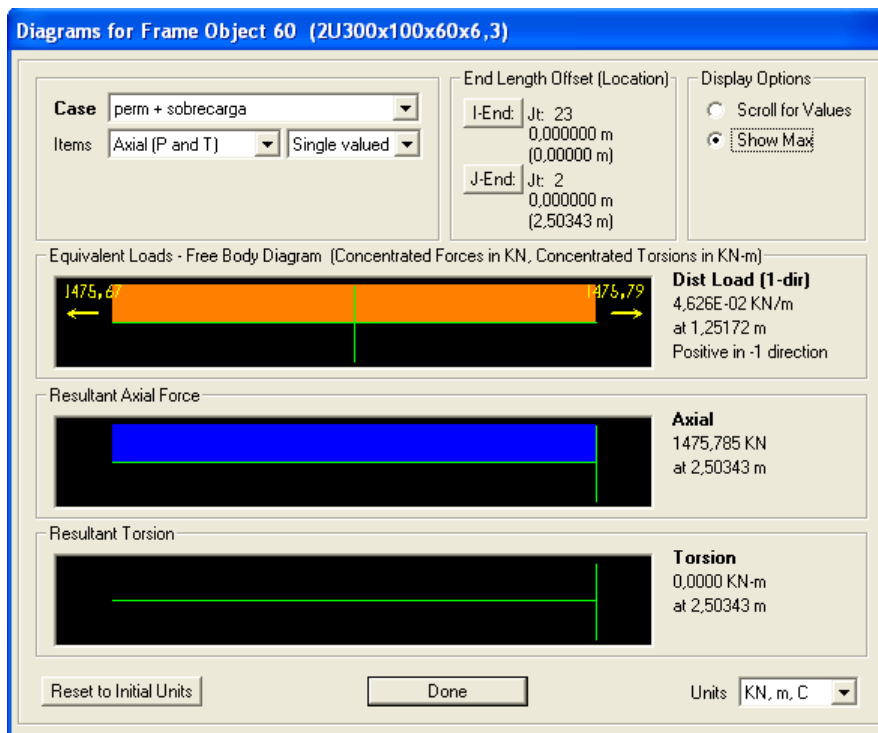 Diagrams for Frame Object 60 (2U300x100x60x6,3)
Case perm + sobrecarga
Items Axial (P and T) Single valued
End Length Offset (Location)
I-End: Jt: 23
0,000000 m
(0,00000 m)
J-End: Jt: 2
0,000000 m
(2,50343 m)
Display Options
Scroll for Values
Show Max
Equivalent Loads - Free Body Diagram (Concentrated Forces in KN, Concentrated Torsions in KN-m)
1475,67 1475,79
Dist Load (1-dir)
4,626E-02 KN/m
at 1,25172 m
Positive in -1 direction
Resultant Axial Force
Axial
1475,785 KN
at 2,50343 m
Resultant Torsion
Torsion
0,0000 KN-m
at 2,50343 m
Reset to Initial Units Done Units KN, m, C